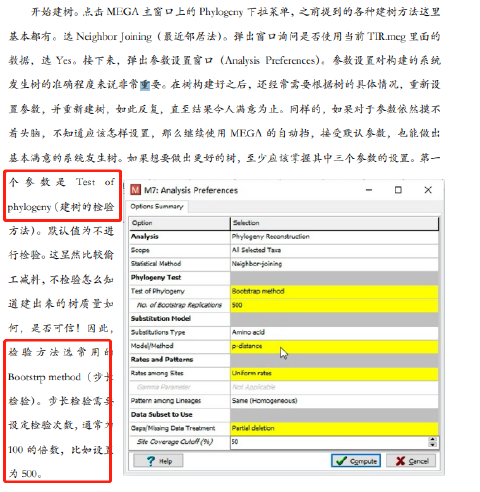 开始建树。点击 MEGA 主窗口上的 Phylogeny 下拉菜单，之前提到的各种建树方法这里
基本都有。选 Neighbor Joining（最近邻居法）。弹出窗口询问是否使用当前 TIR.meg 里面的
数据，选 Yes。接下来，弹出参数设置窗口（Analysis Preferences）。参数设置对构建的系统
发生树的准确程度来说非常重要。在树构建好之后，还经常需要根据树的具体情况，重新设
置参数，并重新建树，如此反复，直至结果令人满意为止。同样的，如果对于参数依然摸不
着头脑，不知道应该怎样设置，那么继续使用 MEGA 的自动挡，接受默认参数，也能做出
基本满意的系统发生树。如果想要做出更好的树，至少应该掌握其中三个参数的设置。第一
个参数是 Test of
phylogeny（建树的检验
方法）。默认值为不进
行检验。这显然比较偷
工减料，不检验怎么知
道建出来的树质量如
何，是否可信！因此，
检验方法选常用的
Bootstrp method（步长
检验）。步长检验需要
设定检验次数，通常为
100 的倍数，比如设置
为 500。
M7: Analysis Preferences
Options Summary
Option Selection
Analysis Phylogeny Reconstruction
Scope All Selected Taxa
Statistical Method Neighbor-joining
Phylogeny Test
Test of Phylogeny Bootstrap method
No. of Bootstrap Replications 500
Substitution Model
Substitutions Type Amino acid
Model/Method p-distance
Rates and Patterns
Rates among Sites Uniform rates
Gamma Parameter Not Applicable
Pattern among Lineages Same (Homogeneous)
Data Subset to Use
Gaps/Missing Data Treatment Partial deletion
Site Coverage Cutoff (%) 50
? Help Compute Cancel